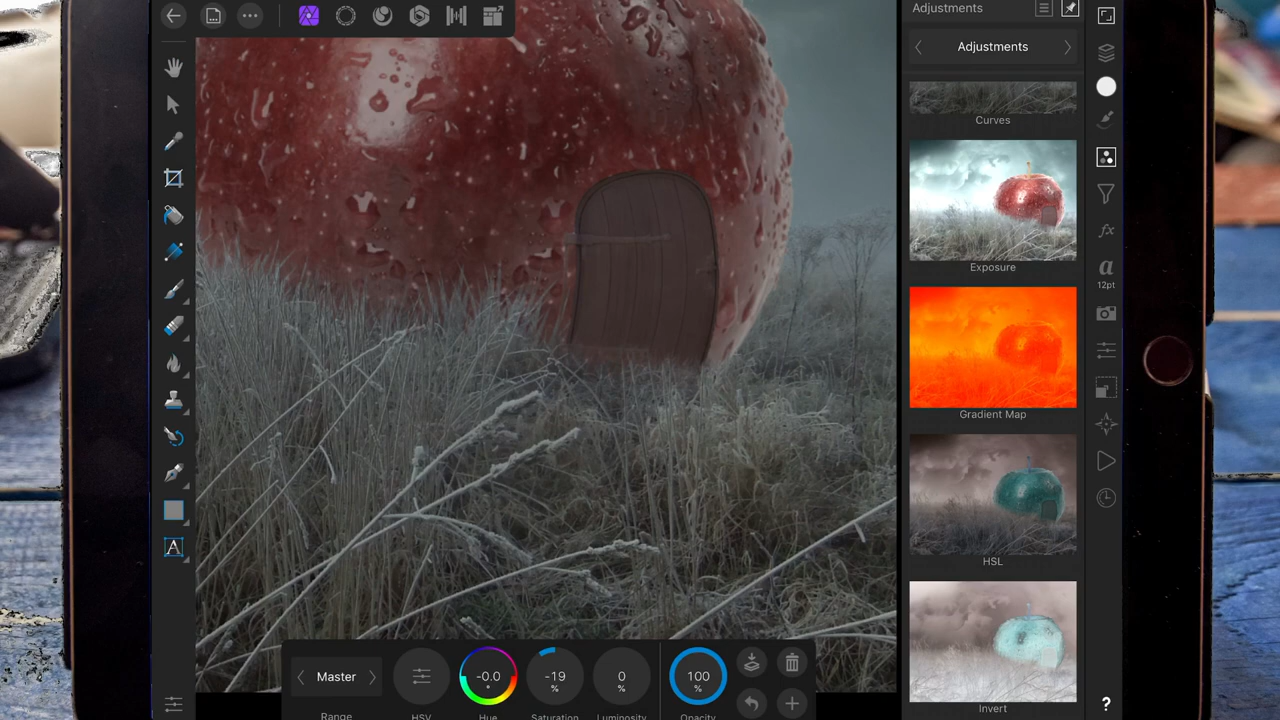 Adjustments
Adjustments
Curves
Exposure
Gradient Map
HSL
Invert
a
12pt
?
A
Master
-0.0
°
-19
%
0
%
100
%
Range
HSV
Hue
Saturation
Luminosity
Opacity